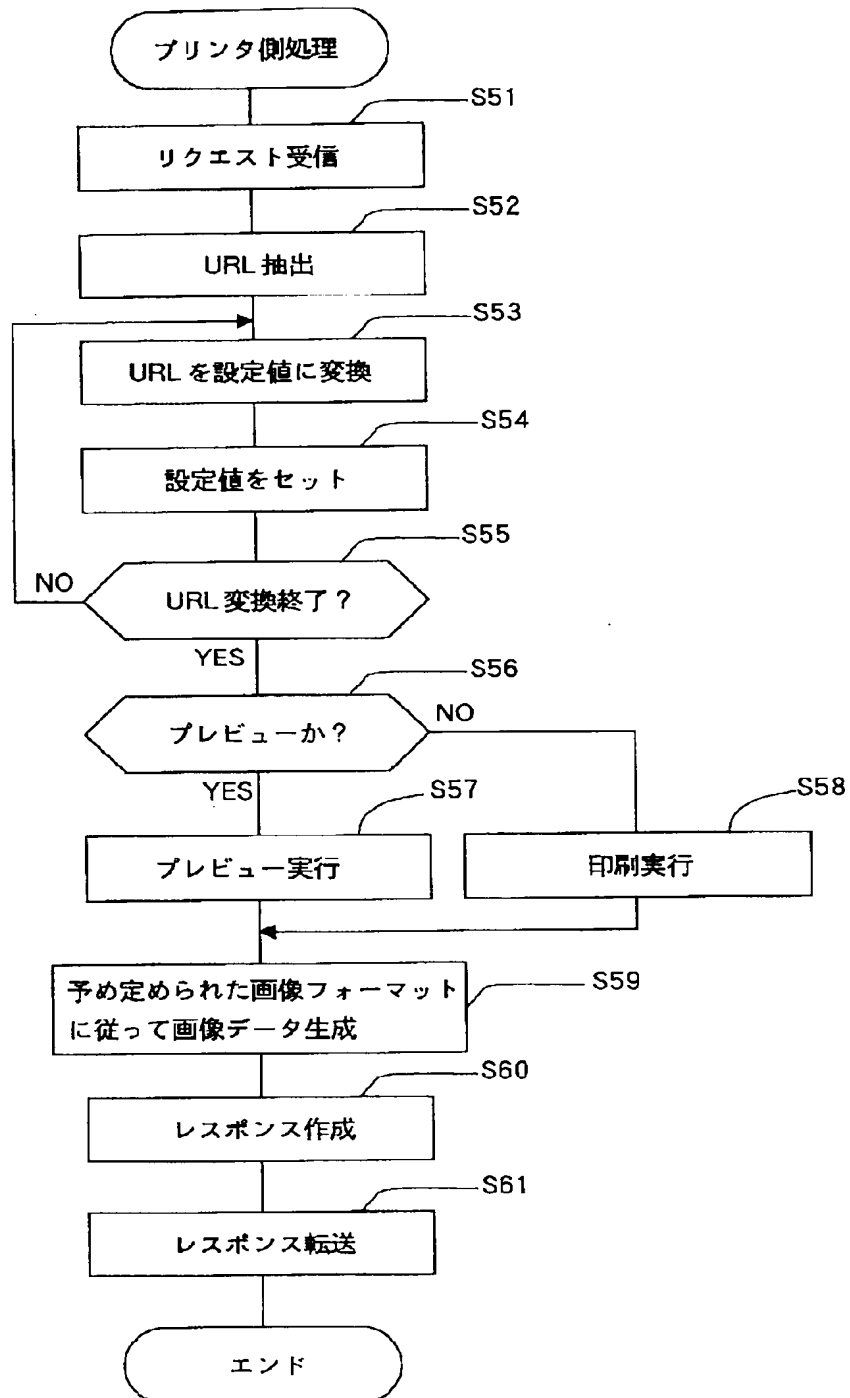 プリンタ側処理
S51
リクエスト受信
S52
URL 抽出
S53
URL を設定値に変換
S54
設定値をセット
S55
NO
URL 変換終了？
YES
S56
プレビューか？
NO
YES
S57
S58
プレビュー実行
印刷実行
予め定められた画像フォーマット
に従って画像データ生成
S59
S60
レスポンス作成
S61
レスポンス転送
エンド